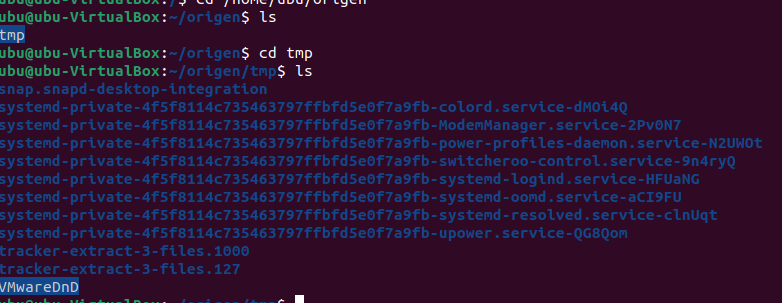 ubu@ubu-VirtualBox:~/$ cd /home/ubu/origen
ubu@ubu-VirtualBox:~/origen$ ls
tmp
ubu@ubu-VirtualBox:~/origen$ cd tmp
ubu@ubu-VirtualBox:~/origen/tmp$ ls
snap.snapd-desktop-integration
systemd-private-4f5f8114c735463797ffbfd5e0f7a9fb-colord.service-dMOi4Q
systemd-private-4f5f8114c735463797ffbfd5e0f7a9fb-ModemManager.service-2Pv0N7
systemd-private-4f5f8114c735463797ffbfd5e0f7a9fb-power-profiles-daemon.service-N2UWOt
systemd-private-4f5f8114c735463797ffbfd5e0f7a9fb-switcheroo-control.service-9n4ryQ
systemd-private-4f5f8114c735463797ffbfd5e0f7a9fb-systemd-logind.service-HFUaNG
systemd-private-4f5f8114c735463797ffbfd5e0f7a9fb-systemd-oomd.service-aCI9FU
systemd-private-4f5f8114c735463797ffbfd5e0f7a9fb-systemd-resolved.service-clnUqt
systemd-private-4f5f8114c735463797ffbfd5e0f7a9fb-upower.service-QG8Qom
tracker-extract-3-files.1000
tracker-extract-3-files.127
VMwareDnD
ubu@ubu-VirtualBox:~/origen/tmp$